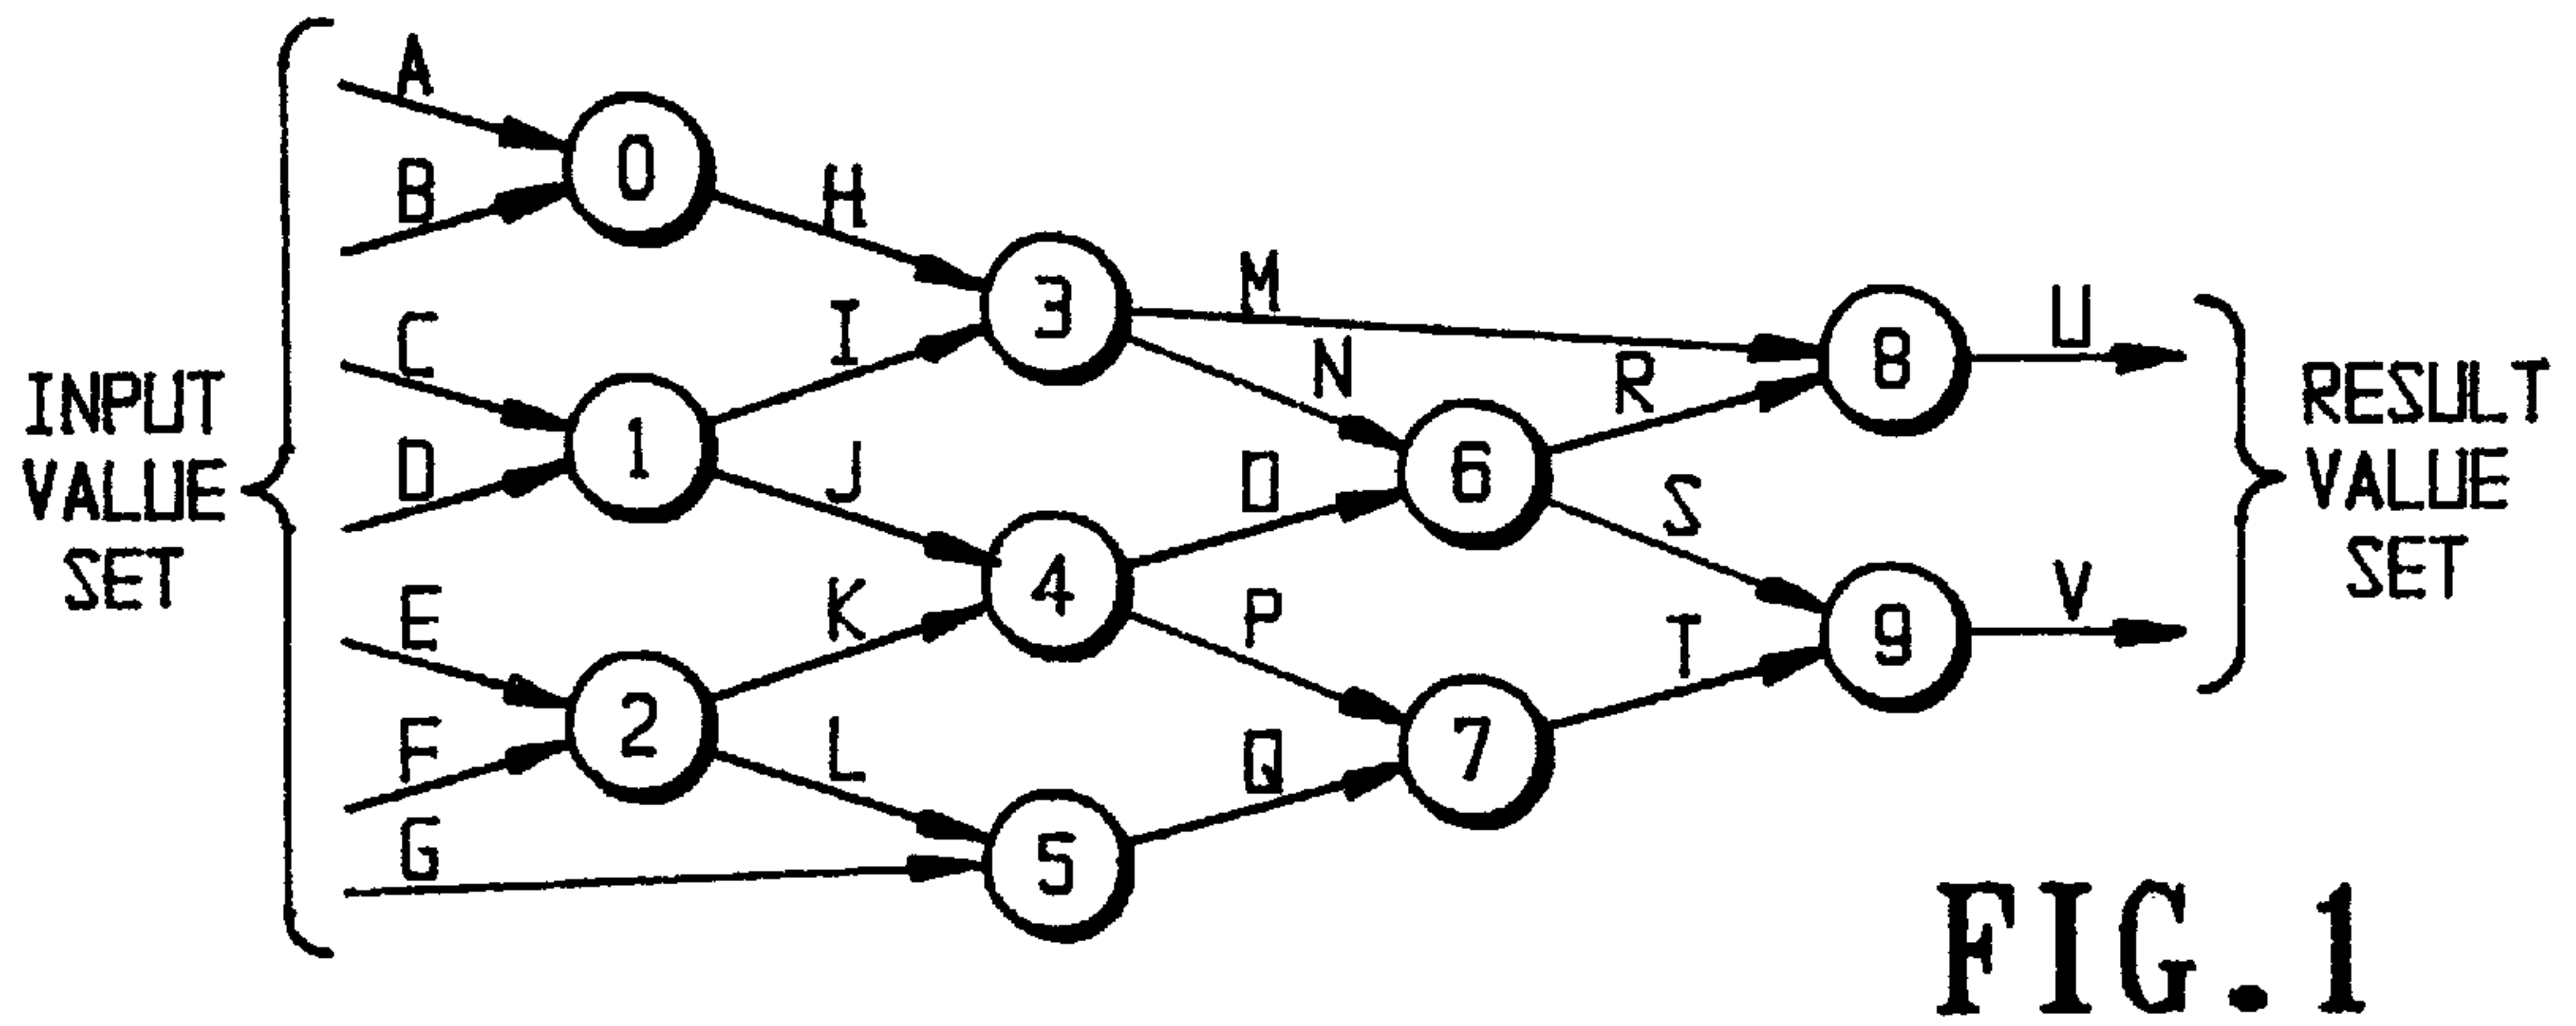 INPUT
VALUE
SET
A
B
C
D
E
F
G
0
1
2
H
I
J
K
L
3
4
5
M
N
O
P
Q
6
7
R
S
T
8
9
U
V
RESULT
VALUE
SET
FIG.1